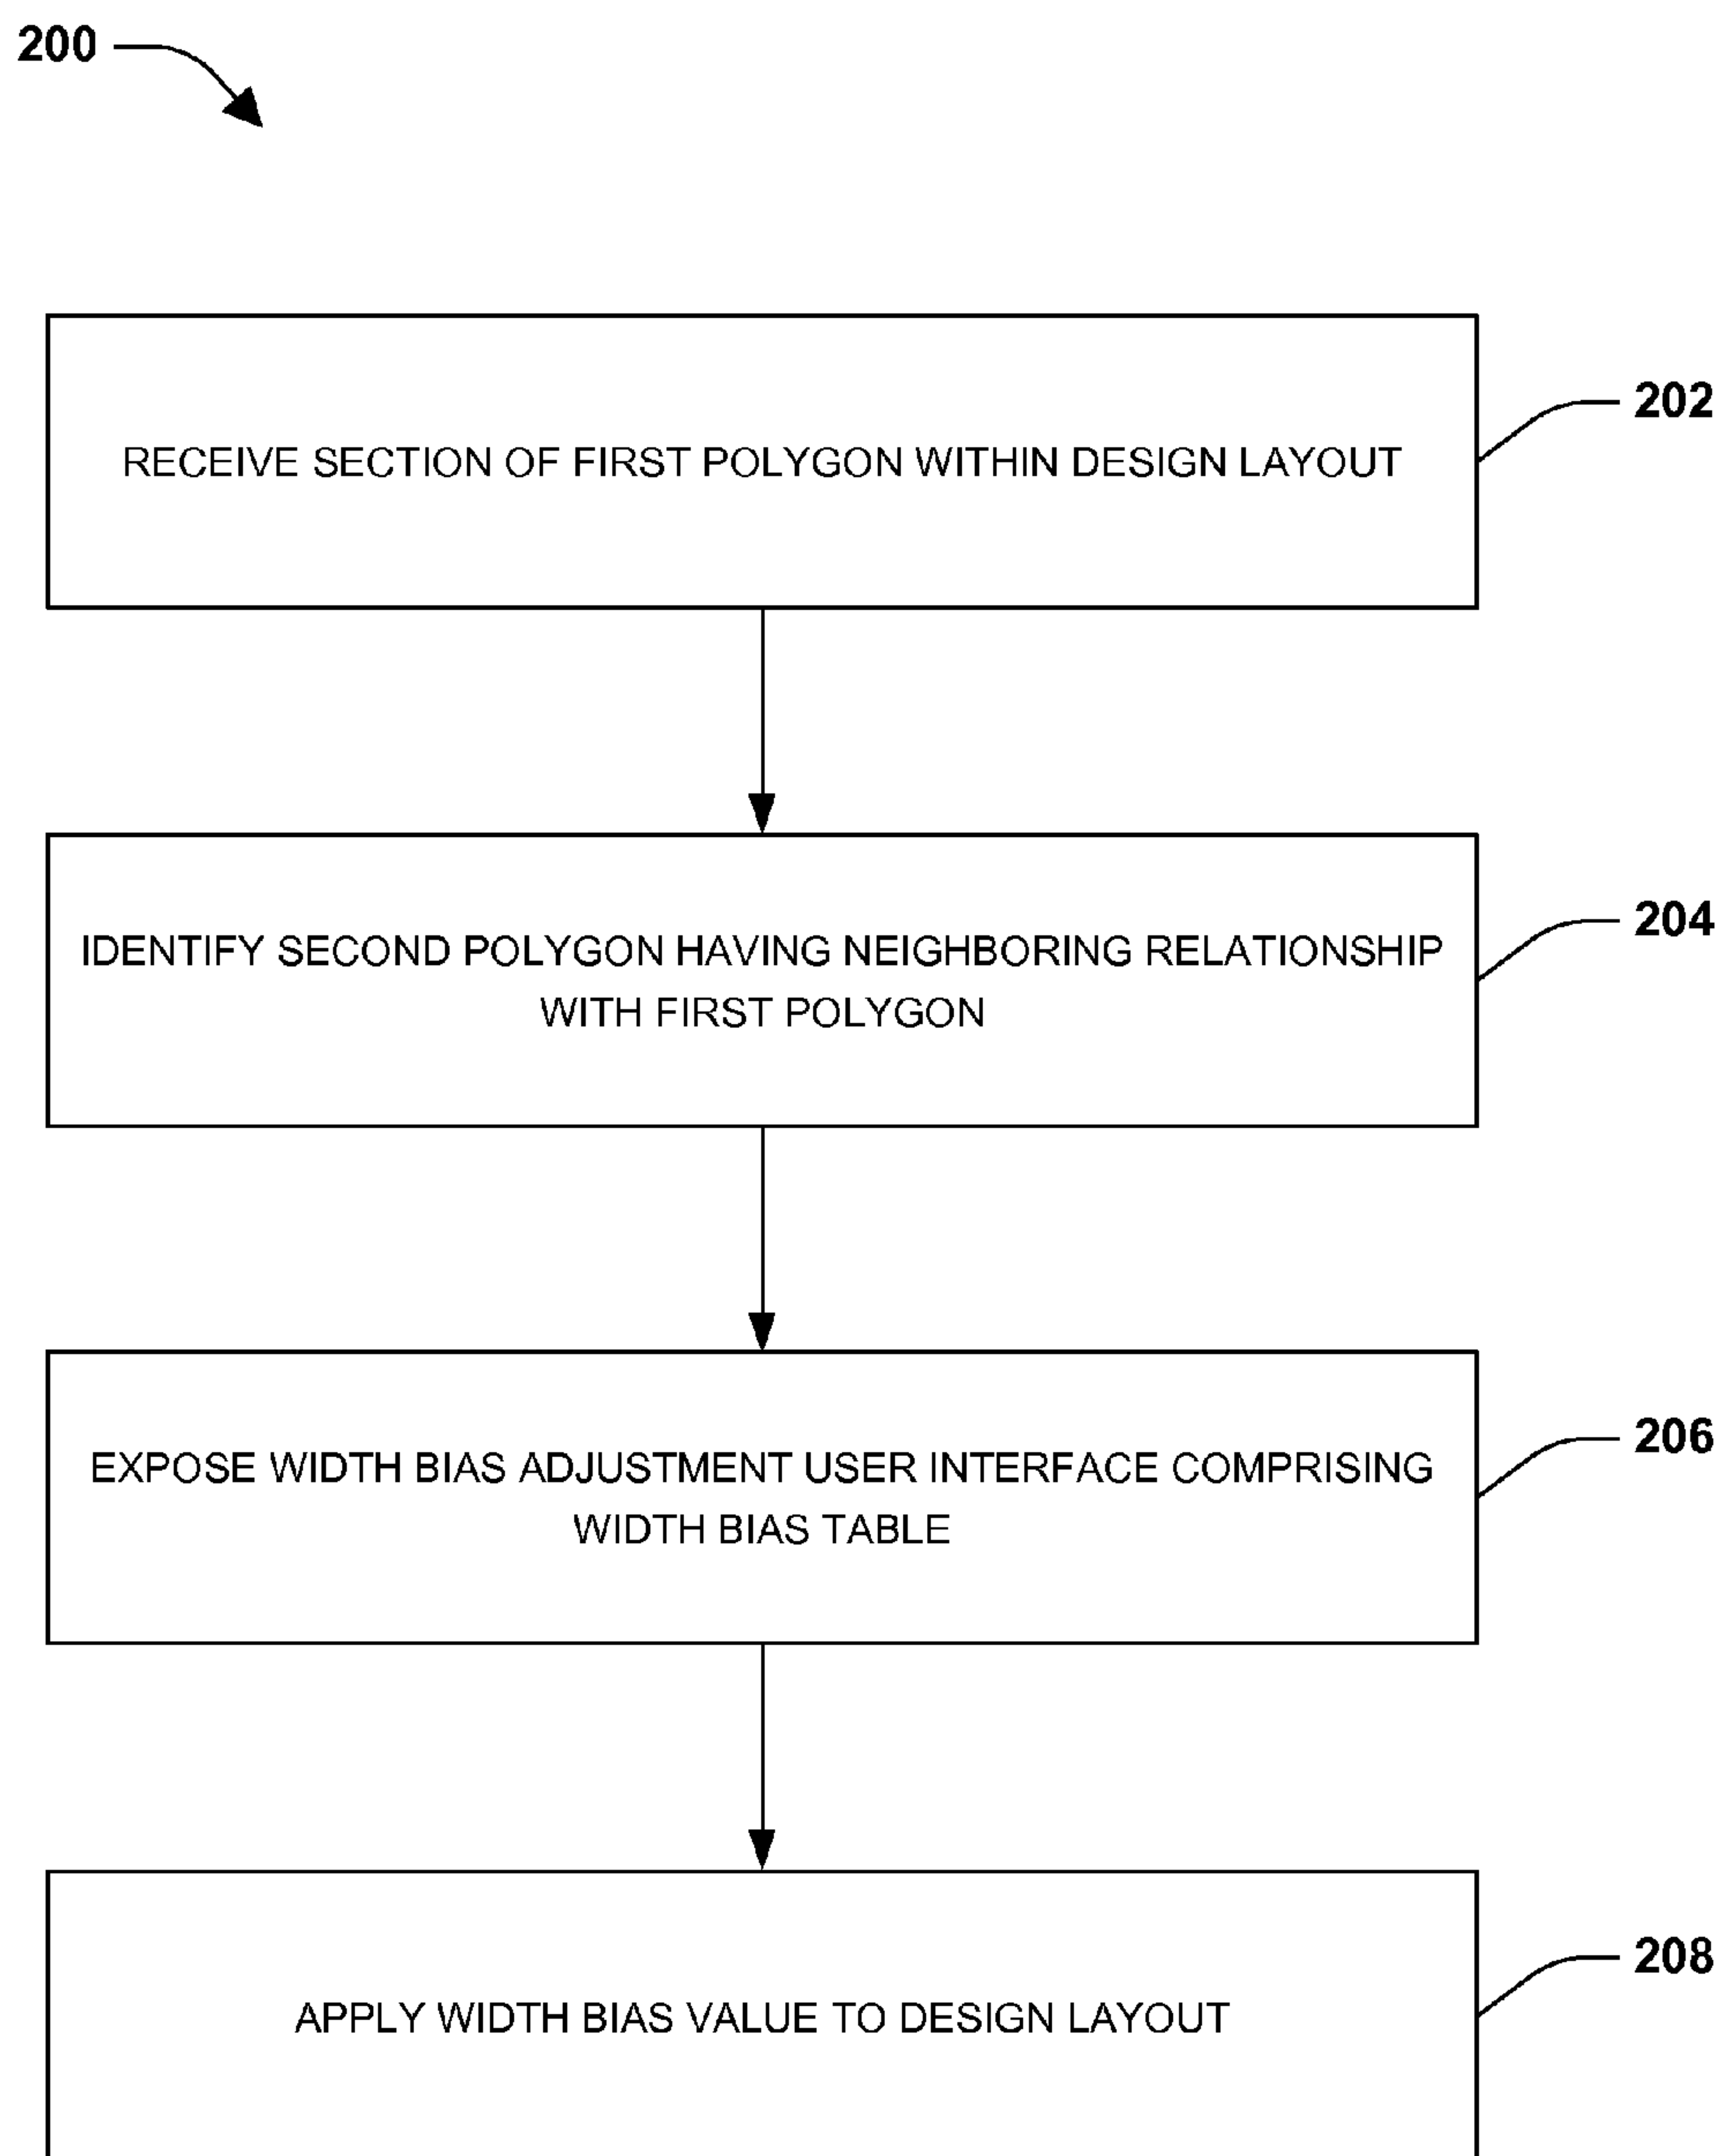 200
RECEIVE SECTION OF FIRST POLYGON WITHIN DESIGN LAYOUT
202
IDENTIFY SECOND POLYGON HAVING NEIGHBORING RELATIONSHIP
WITH FIRST POLYGON
204
EXPOSE WIDTH BIAS ADJUSTMENT USER INTERFACE COMPRISING
WIDTH BIAS TABLE
206
APPLY WIDTH BIAS VALUE TO DESIGN LAYOUT
208